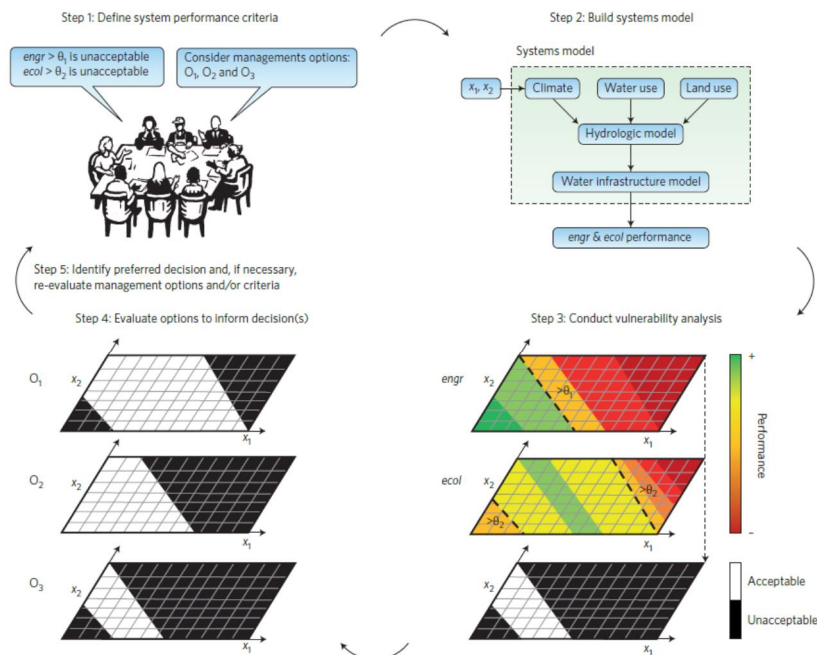 Step 1: Define system performance criteria
engr > θ₁ is unacceptable
ecol > θ₂ is unacceptable
Consider managements options:
O₁, O₂ and O₃
Step 2: Build systems model
Systems model
x₁, x₂
Climate
Water use
Land use
Hydrologic model
Water infrastructure model
engr & ecol performance
Step 5: Identify preferred decision and, if necessary,
re-evaluate management options and/or criteria
Step 4: Evaluate options to inform decision(s)
O₁
x₂
x₁
O₂
x₂
x₁
O₃
x₂
x₁
Step 3: Conduct vulnerability analysis
engr
x₂
>θ₁
x₁
ecol
x₂
>θ₂
>θ₂
x₁
x₂
x₁
+
Performance
–
Acceptable
Unacceptable